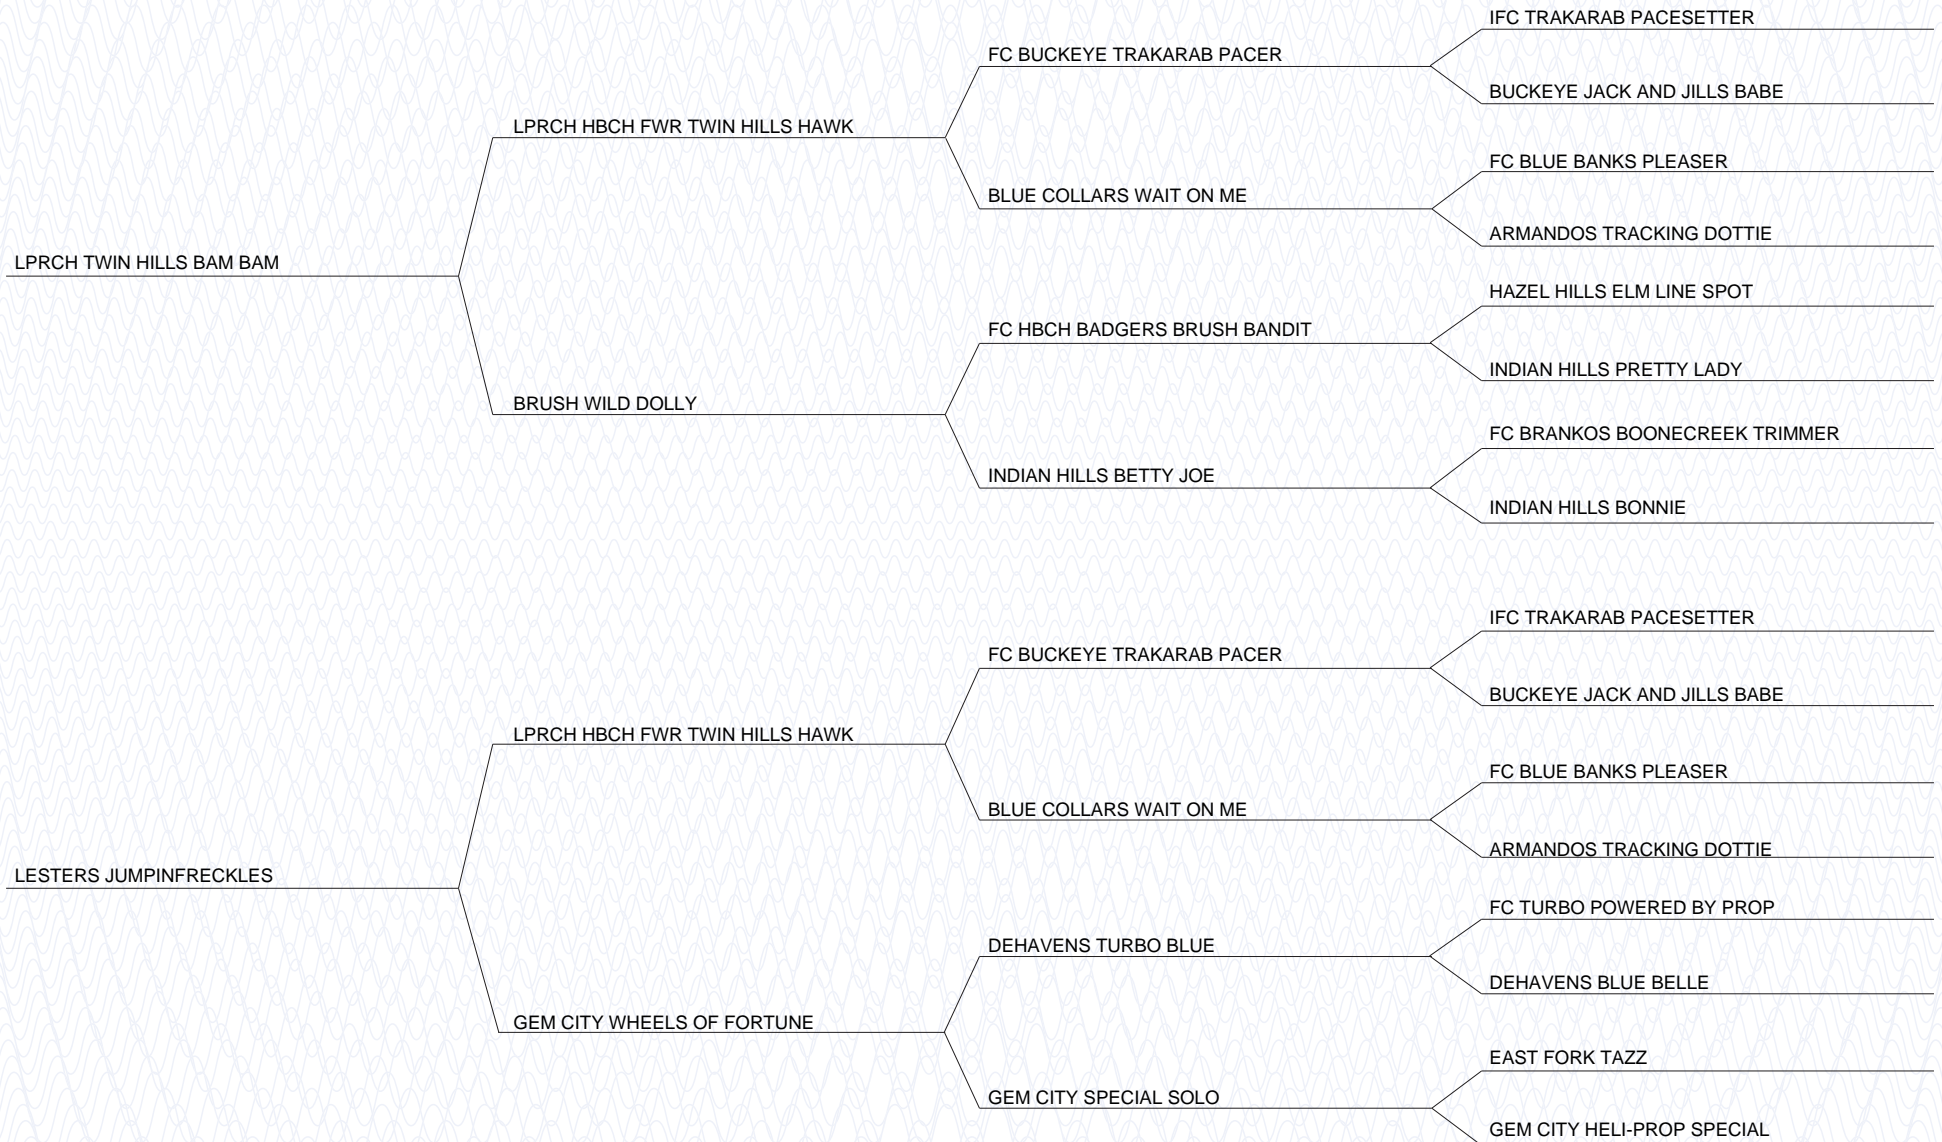 IFC TRAKARAB PACESETTER
FC BUCKEYE TRAKARAB PACER
BUCKEYE JACK AND JILLS BABE
LPRCH HBCH FWR TWIN HILLS HAWK
FC BLUE BANKS PLEASER
BLUE COLLARS WAIT ON ME
ARMANDOS TRACKING DOTTIE
LPRCH TWIN HILLS BAM BAM
HAZEL HILLS ELM LINE SPOT
FC HBCH BADGERS BRUSH BANDIT
INDIAN HILLS PRETTY LADY
BRUSH WILD DOLLY
FC BRANKOS BOONECREEK TRIMMER
INDIAN HILLS BETTY JOE
INDIAN HILLS BONNIE
IFC TRAKARAB PACESETTER
FC BUCKEYE TRAKARAB PACER
BUCKEYE JACK AND JILLS BABE
LPRCH HBCH FWR TWIN HILLS HAWK
FC BLUE BANKS PLEASER
BLUE COLLARS WAIT ON ME
ARMANDOS TRACKING DOTTIE
LESTERS JUMPINFRECKLES
FC TURBO POWERED BY PROP
DEHAVENS TURBO BLUE
DEHAVENS BLUE BELLE
GEM CITY WHEELS OF FORTUNE
EAST FORK TAZZ
GEM CITY SPECIAL SOLO
GEM CITY HELI-PROP SPECIAL